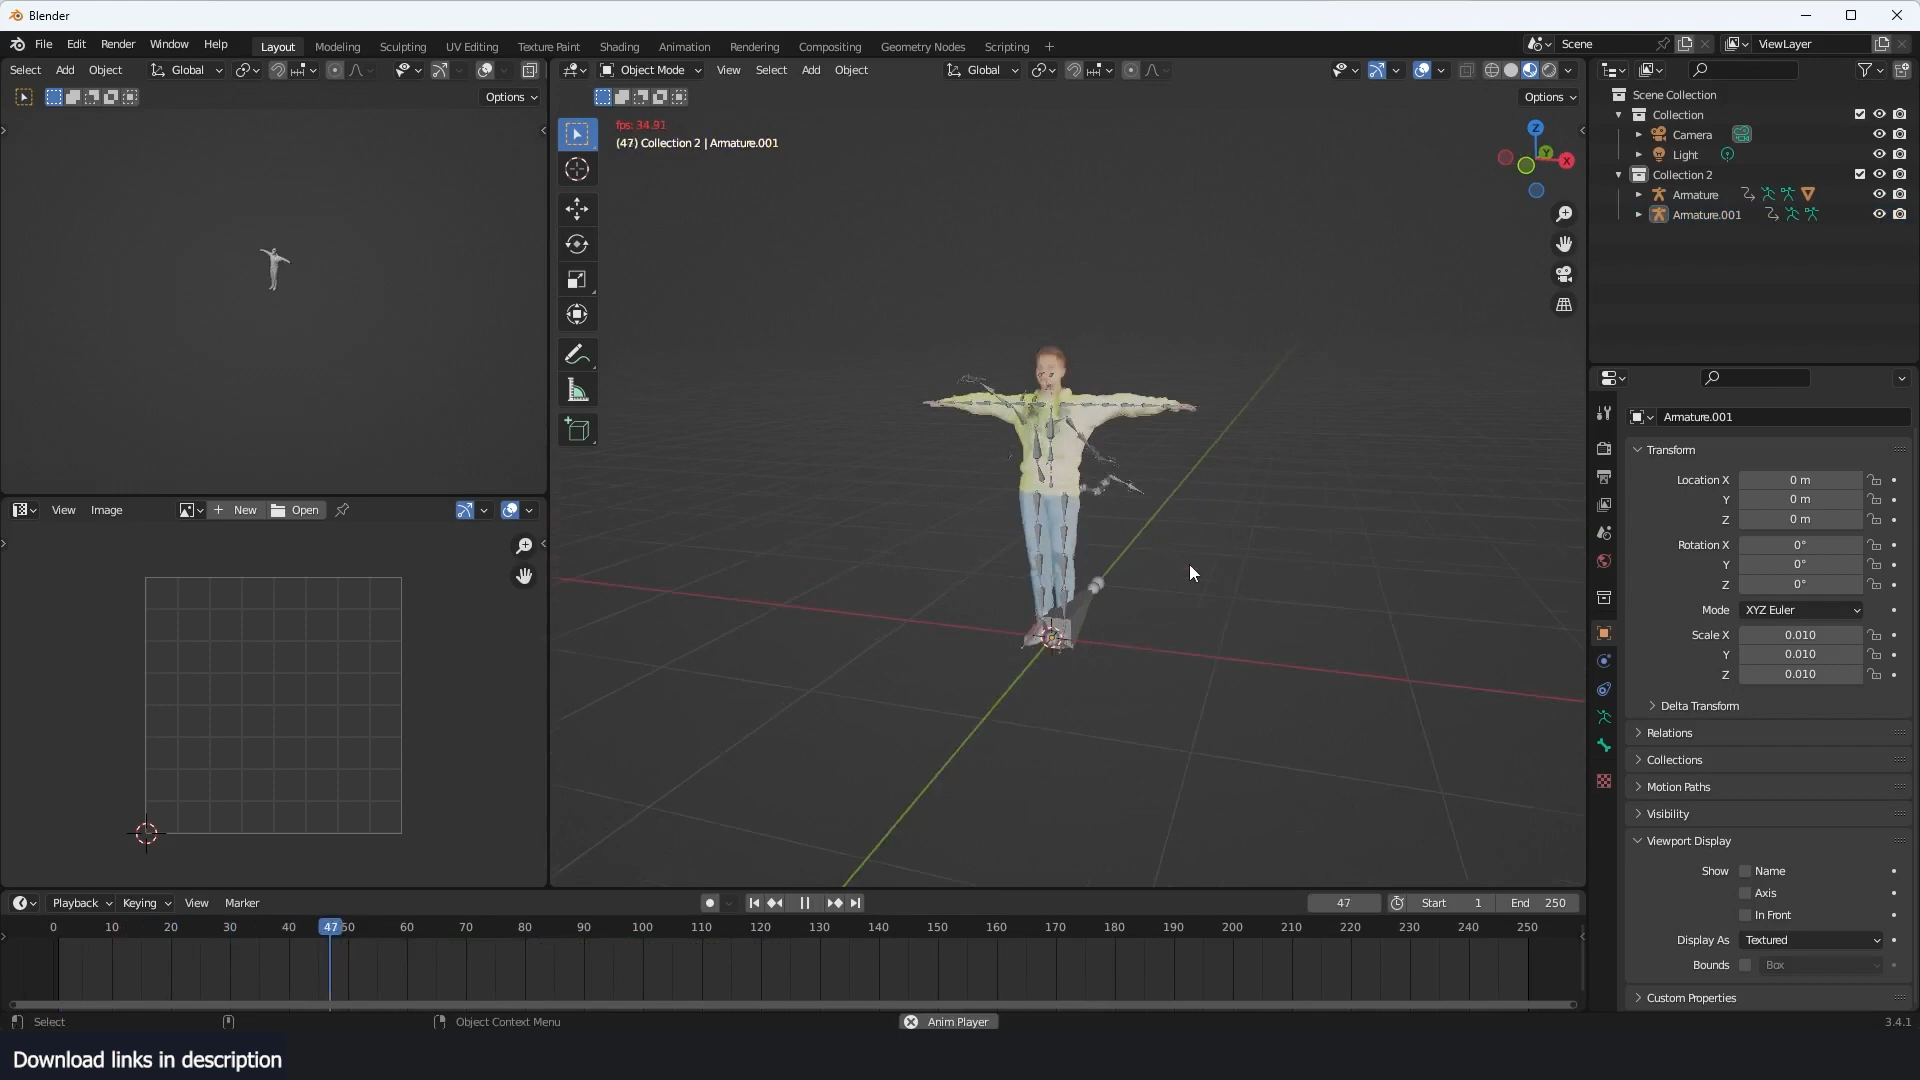 Blender
File Edit Render Window Help Layout Modeling Sculpting UV Editing Texture Paint Shading Animation Rendering Compositing Geometry Nodes Scripting + Scene ViewLayer
Select Add Object Global Object Mode View Select Add Object Global
Options Options
fps: 34.91
(47) Collection 2 | Armature.001
Z
Y
X
Scene Collection
Collection
Camera
Light
Collection 2
Armature
Armature.001
Armature.001
Transform
Location X 0 m
Y 0 m
Z 0 m
Rotation X 0°
Y 0°
Z 0°
Mode XYZ Euler
Scale X 0.010
Y 0.010
Z 0.010
Delta Transform
Relations
Collections
Motion Paths
Visibility
Viewport Display
Show Name
Axis
In Front
Display As Textured
Bounds Box
Custom Properties
View Image + New Open
Playback Keying View Marker 47 Start 1 End 250
0 10 20 30 40 47 50 60 70 80 90 100 110 120 130 140 150 160 170 180 190 200 210 220 230 240 250
Select Object Context Menu Anim Player 3.4.1
Download links in description